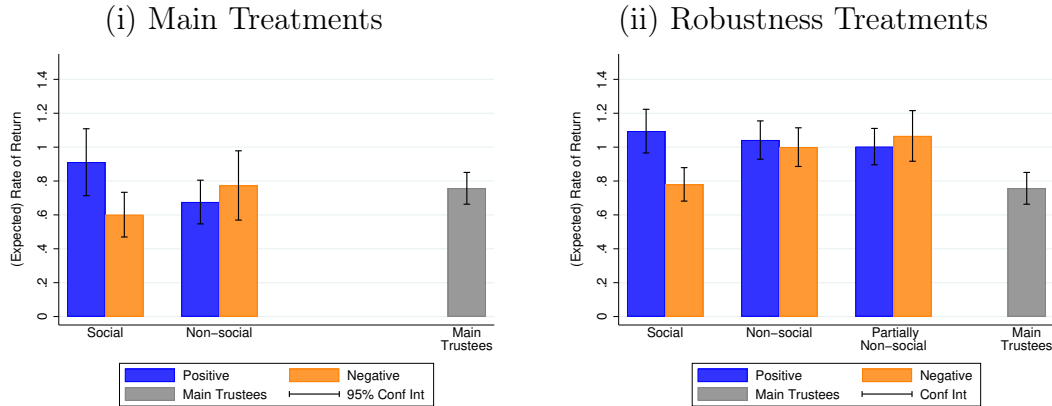 (i) Main Treatments
(Expected) Rate of Return
1.4
1.2
1
.8
.6
.4
.2
0
Social
Non−social
Main
Trustees
Positive
Negative
Main Trustees
95% Conf Int
(ii) Robustness Treatments
(Expected) Rate of Return
1.4
1.2
1
.8
.6
.4
.2
0
Social
Non−social
Partially
Non−social
Main
Trustees
Positive
Negative
Main Trustees
Conf Int